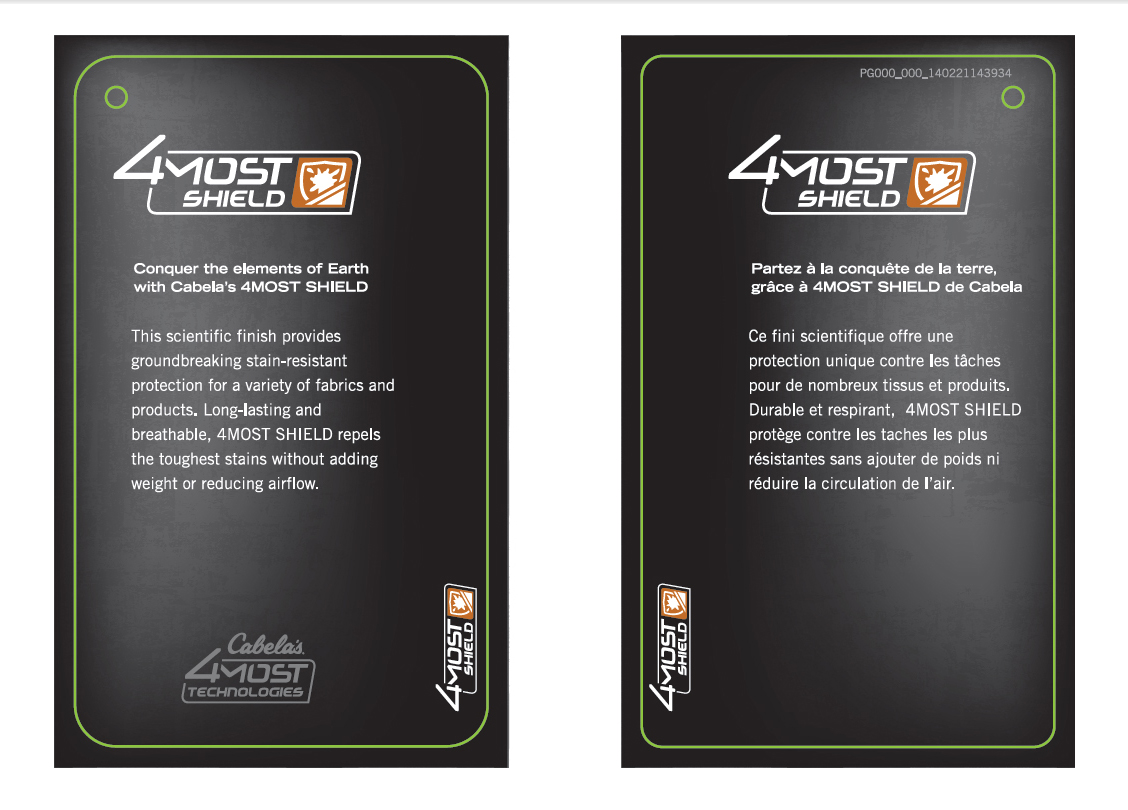 4MOST
SHIELD
Conquer the elements of Earth
with Cabela's 4MOST SHIELD
This scientific finish provides
groundbreaking stain-resistant
protection for a variety of fabrics and
products. Long-lasting and
breathable, 4MOST SHIELD repels
the toughest stains without adding
weight or reducing airflow.
Cabela's
4MOST
TECHNOLOGIES
4MOST
SHIELD
PG000_000_140221143934
4MOST
SHIELD
Partez à la conquête de la terre,
grâce à 4MOST SHIELD de Cabela
Ce fini scientifique offre une
protection unique contre les tâches
pour de nombreux tissus et produits.
Durable et respirant,  4MOST SHIELD
protège contre les taches les plus
résistantes sans ajouter de poids ni
réduire la circulation de l'air.
4MOST
SHIELD